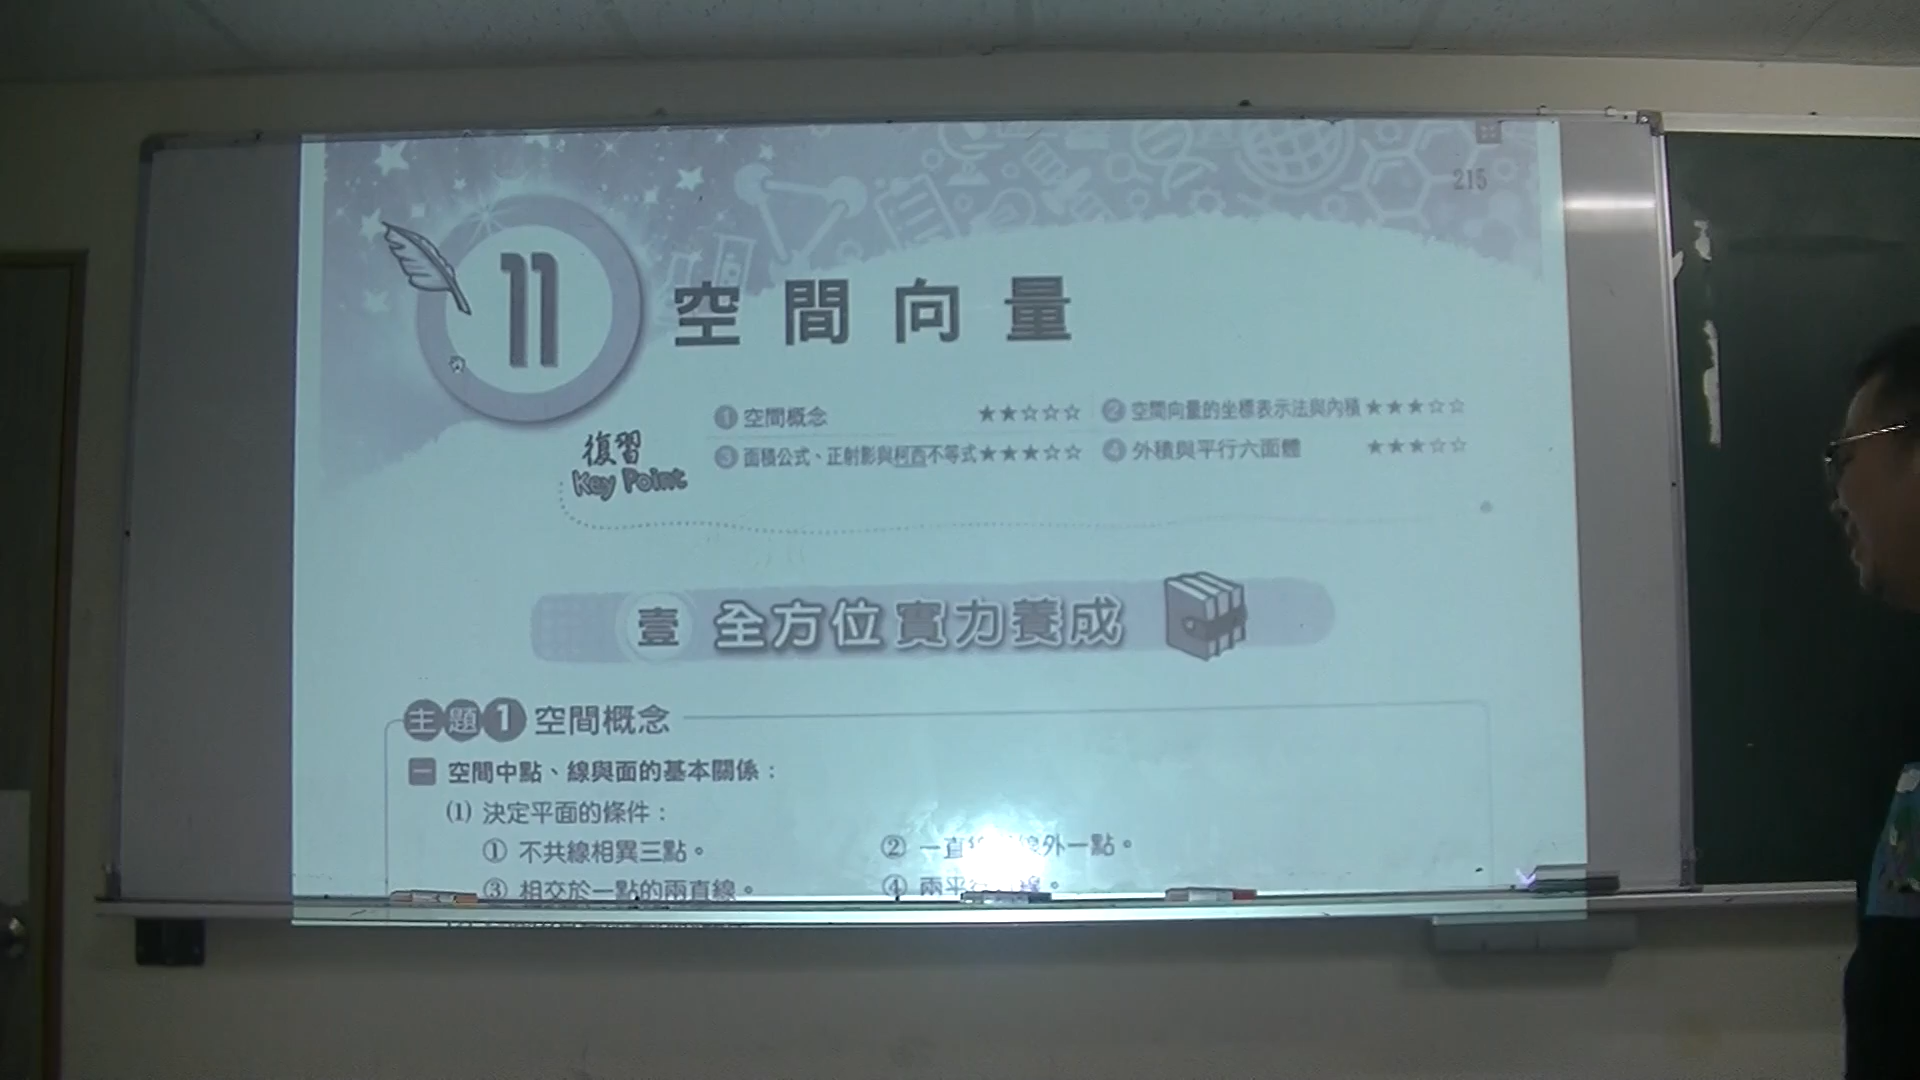 215
11 空間向量
復習
Key Point
① 空間概念 ★★☆☆☆ ② 空間向量的坐標表示法與內積 ★★★☆☆
③ 面積公式、正射影與柯西不等式 ★★★☆☆ ④ 外積與平行六面體 ★★★☆☆
壹 全方位實力養成
主題1 空間概念
一 空間中點、線與面的基本關係：
⑴ 決定平面的條件：
① 不共線相異三點。 ② 一直線 線外一點。
③ 相交於一點的兩直線。 ④ 兩平 線。